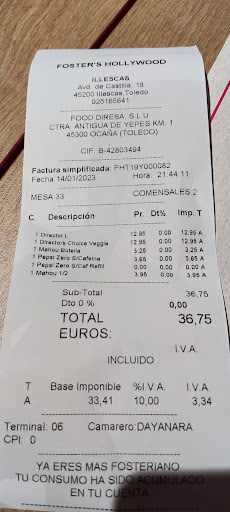 FOSTER'S HOLLYWOOD
ILLESCAS
Avd. de Castilla, 18
45200 Illescas,Toledo
925165641
FOOD DIRESA, S.L.U
CTRA. ANTIGUA DE YEPES KM. 1
45300 OCAÑA (TOLEDO)
CIF: B-42803494
Factura simplificada: FHT19Y000082
Fecha:14/01/2023 Hora: 21:44:11
MESA 33 COMENSALES:2
C. Descripción Pr. Dt% Imp. T
1 Director L 12,95 0,00 12,95 A
1 Directors Choice Veggie 12,95 0,00 12,95 A
1 Mahou Botella 3,25 0,00 3,25 A
1 Pepsi Zero S/Cafeina 3,65 0,00 3,65 A
1 Pepsi Zero S/Caf Refill 0,00 0,00 0,00 A
1 Mahou 1/2 3,95 0,00 3,95 A
Sub-Total 36,75
Dto 0 % 0,00
TOTAL 36,75
EUROS:
I.V.A.
INCLUIDO
T Base Imponible %I.V.A. I.V.A.
A 33,41 10,00 3,34
Terminal: 06 Camarero:DAYANARA
CPI: 0
YA ERES MAS FOSTERIANO
TU CONSUMO HA SIDO ACUMULADO
EN TU CUENTA